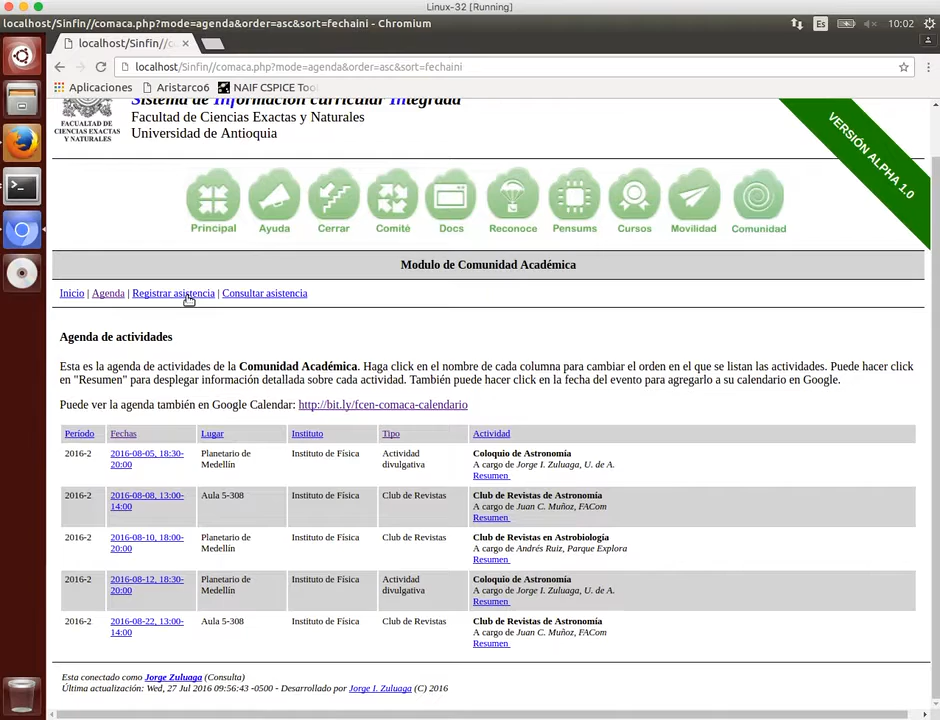 Linux-32 [Running]
localhost/Sinfin//comaca.php?mode=agenda&order=asc&sort=fechaini - Chromium
Es
10:02
localhost/Sinfin//co
localhost/Sinfin//comaca.php?mode=agenda&order=asc&sort=fechaini
Aplicaciones
Aristarco6
NAIF CSPICE Too
Sistema de Información curricular Integrada
FACUALTAD DE
CIENCIAS EXACTAS
Y NATURALES
Facultad de Ciencias Exactas y Naturales
Universidad de Antioquia
VERSIÓN ALPHA 1.0
Principal
Ayuda
Cerrar
Comité
Docs
Reconoce
Pensums
Cursos
Movilidad
Comunidad
Modulo de Comunidad Académica
Inicio | Agenda | Registrar asistencia | Consultar asistencia
Agenda de actividades
Esta es la agenda de actividades de la Comunidad Académica. Haga click en el nombre de cada columna para cambiar el orden en el que se listan las actividades. Puede hacer click
en "Resumen" para desplegar información detallada sobre cada actividad. También puede hacer click en la fecha del evento para agregarlo a su calendario en Google.
Puede ver la agenda también en Google Calendar: http://bit.ly/fcen-comaca-calendario
Período Fechas Lugar Instituto Tipo Actividad
2016-2 2016-08-05, 18:30- Planetario de Instituto de Física Actividad Coloquio de Astronomía
20:00 Medellín divulgativa A cargo de Jorge I. Zuluaga, U. de A.
Resumen
2016-2 2016-08-08, 13:00- Aula 5-308 Instituto de Física Club de Revistas Club de Revistas de Astronomía
14:00 A cargo de Juan C. Muñoz, FACom
Resumen
2016-2 2016-08-10, 18:00- Planetario de Instituto de Física Club de Revistas Club de Revistas en Astrobiología
20:00 Medellín A cargo de Andrés Ruiz, Parque Explora
Resumen
2016-2 2016-08-12, 18:30- Planetario de Instituto de Física Actividad Coloquio de Astronomía
20:00 Medellín divulgativa A cargo de Jorge I. Zuluaga, U. de A.
Resumen
2016-2 2016-08-22, 13:00- Aula 5-308 Instituto de Física Club de Revistas Club de Revistas de Astronomía
14:00 A cargo de Juan C. Muñoz, FACom
Resumen
Esta conectado como Jorge Zuluaga (Consulta)
Última actualización: Wed, 27 Jul 2016 09:56:43 -0500 - Desarrollado por Jorge I. Zuluaga (C) 2016